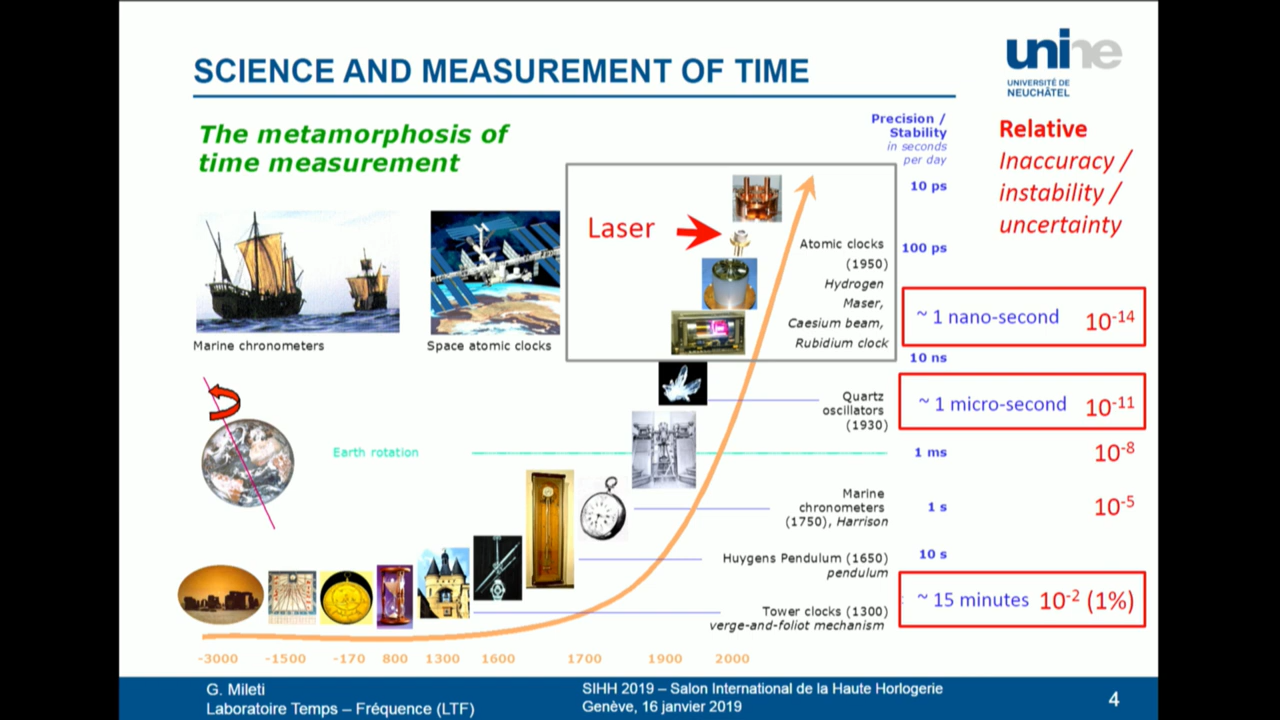 SCIENCE AND MEASUREMENT OF TIME
unine
UNIVERSITÉ DE
NEUCHÂTEL
The metamorphosis of
time measurement
Precision /
Stability
in seconds
per day
Relative
Inaccuracy /
instability /
uncertainty
10 ps
Laser
Atomic clocks
(1950)
Hydrogen
Maser,
Caesium beam,
Rubidium clock
100 ps
~ 1 nano-second 10⁻¹⁴
Marine chronometers
Space atomic clocks
10 ns
Quartz
oscillators
(1930)
~ 1 micro-second 10⁻¹¹
Earth rotation
1 ms
10⁻⁸
Marine
chronometers
(1750), Harrison
1 s
10⁻⁵
Huygens Pendulum (1650)
pendulum
10 s
Tower clocks (1300)
verge-and-foliot mechanism
~ 15 minutes 10⁻² (1%)
-3000 -1500 -170 800 1300 1600 1700 1900 2000
G. Mileti
Laboratoire Temps – Fréquence (LTF)
SIHH 2019 – Salon International de la Haute Horlogerie
Genève, 16 janvier 2019
4